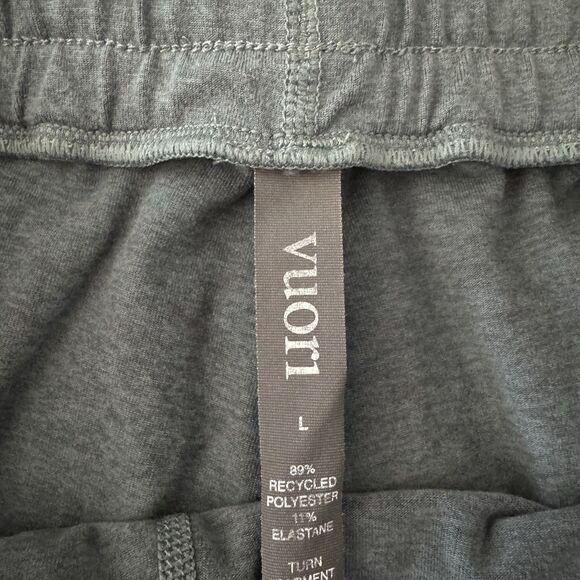 vuori
L
89%
RECYCLED
POLYESTER
11%
ELASTANE
TURN